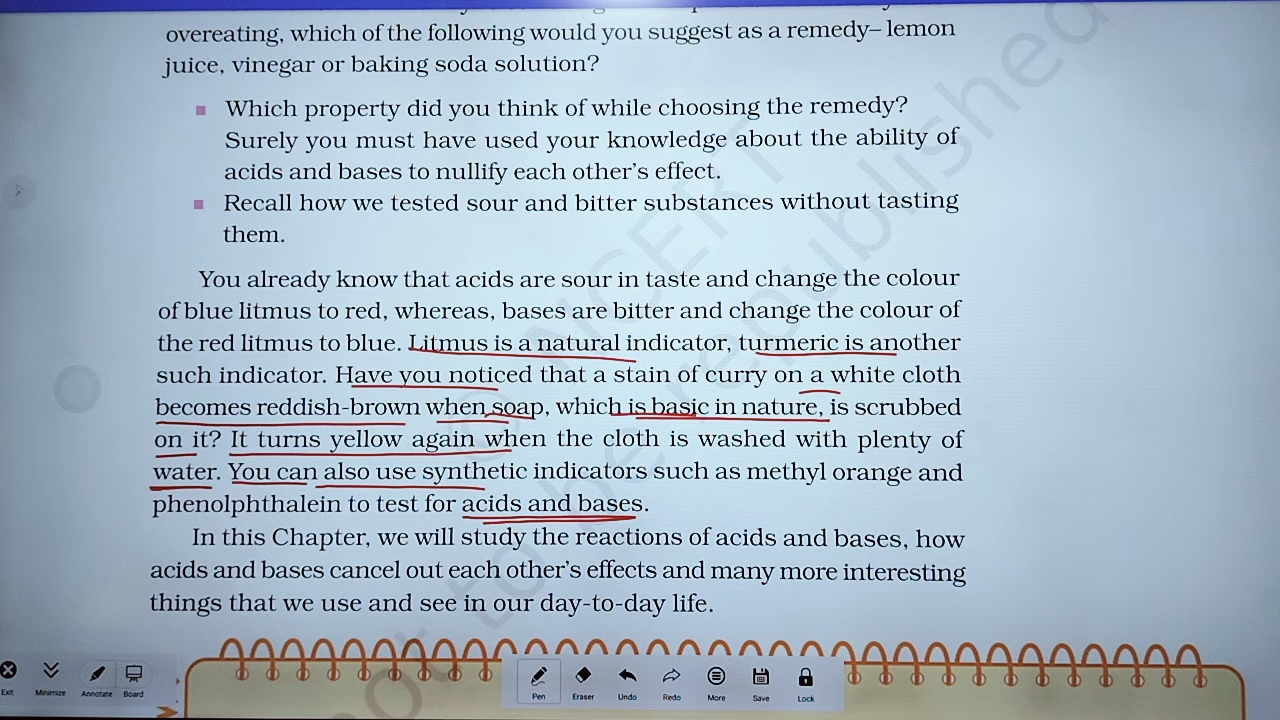 overeating, which of the following would you suggest as a remedy– lemon
juice, vinegar or baking soda solution?
Which property did you think of while choosing the remedy?
Surely you must have used your knowledge about the ability of
acids and bases to nullify each other's effect.
Recall how we tested sour and bitter substances without tasting
them.
You already know that acids are sour in taste and change the colour
of blue litmus to red, whereas, bases are bitter and change the colour of
the red litmus to blue. Litmus is a natural indicator, turmeric is another
such indicator. Have you noticed that a stain of curry on a white cloth
becomes reddish-brown when soap, which is basic in nature, is scrubbed
on it? It turns yellow again when the cloth is washed with plenty of
water. You can also use synthetic indicators such as methyl orange and
phenolphthalein to test for acids and bases.
In this Chapter, we will study the reactions of acids and bases, how
acids and bases cancel out each other's effects and many more interesting
things that we use and see in our day-to-day life.
© NCERT
not to be republished
Exit Minimize Annotate Board Pen Eraser Undo Redo More Save Lock